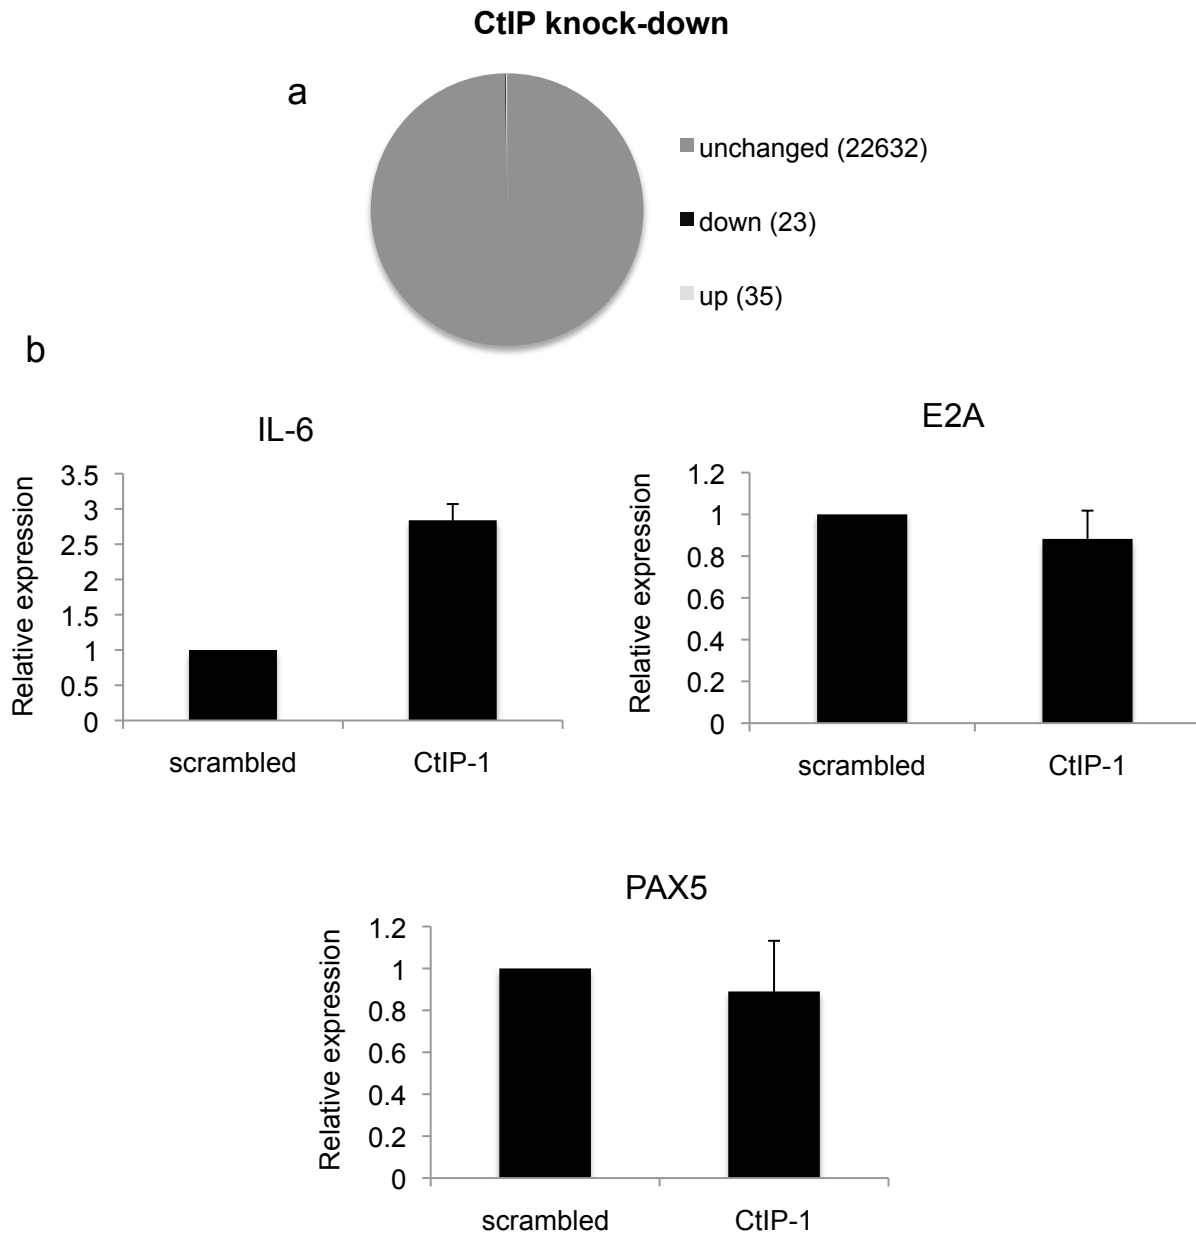 CtIP knock-down
a
unchanged (22632)
down (23)
up (35)
b
IL-6
Relative expression
3.5
3
2.5
2
1.5
1
0.5
0
scrambled
CtIP-1
E2A
Relative expression
1.2
1
0.8
0.6
0.4
0.2
0
scrambled
CtIP-1
PAX5
Relative expression
1.2
1
0.8
0.6
0.4
0.2
0
scrambled
CtIP-1